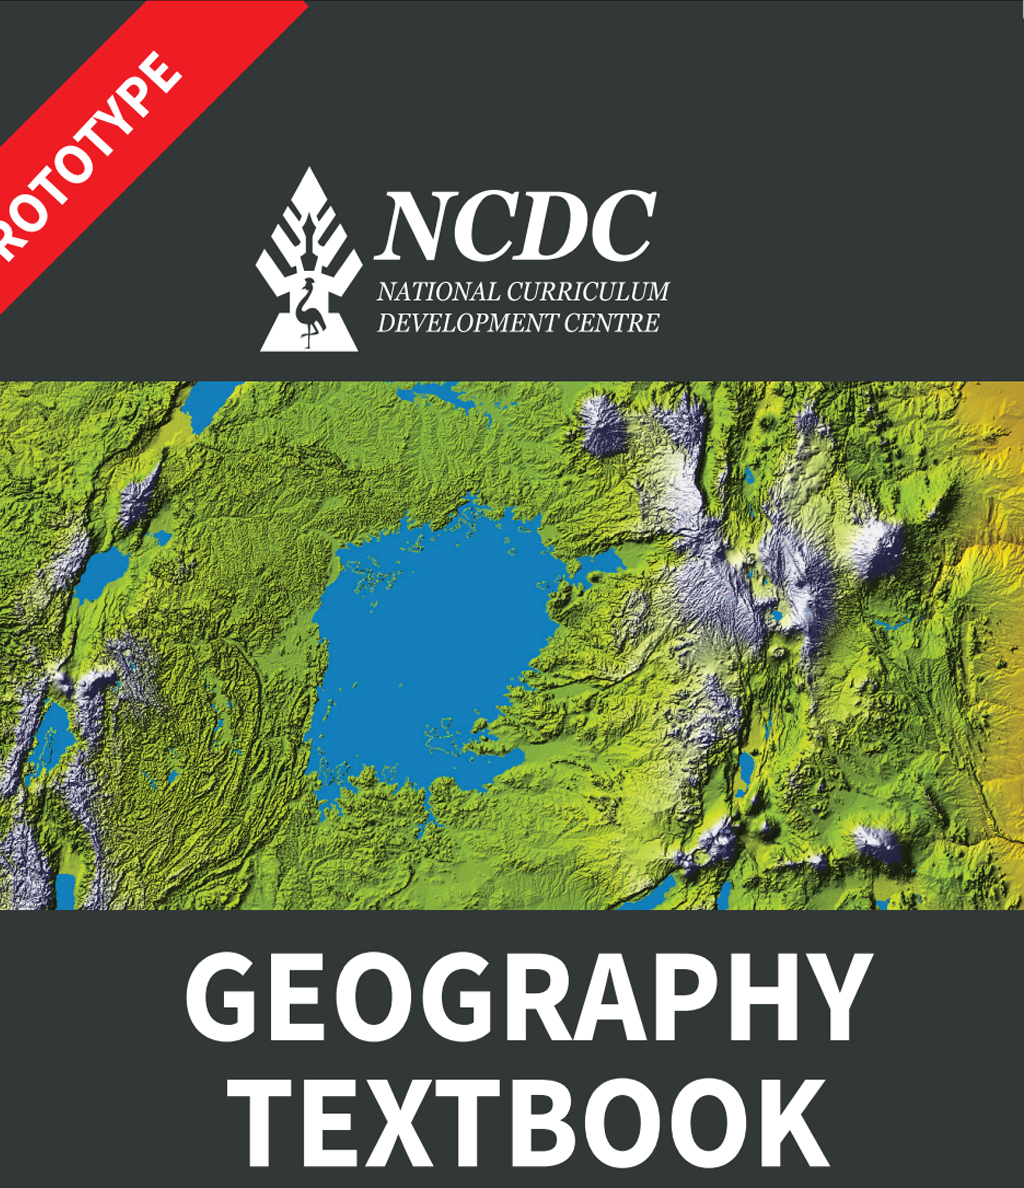 ROTOTYPE
NCDC
NATIONAL CURRICULUM
DEVELOPMENT CENTRE
GEOGRAPHY
TEXTBOOK